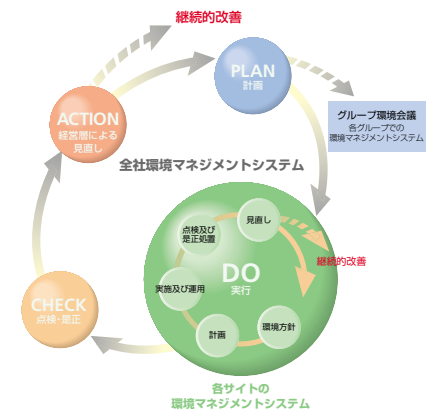 継続的改善
PLAN
計画
ACTION
経営層による
見直し
グループ環境会議
各グループでの
環境マネジメントシステム
全社環境マネジメントシステム
見直し
点検及び
是正処置
継続的改善
DO
実行
実施及び運用
CHECK
点検・是正
環境方針
計画
各サイトの
環境マネジメントシステム